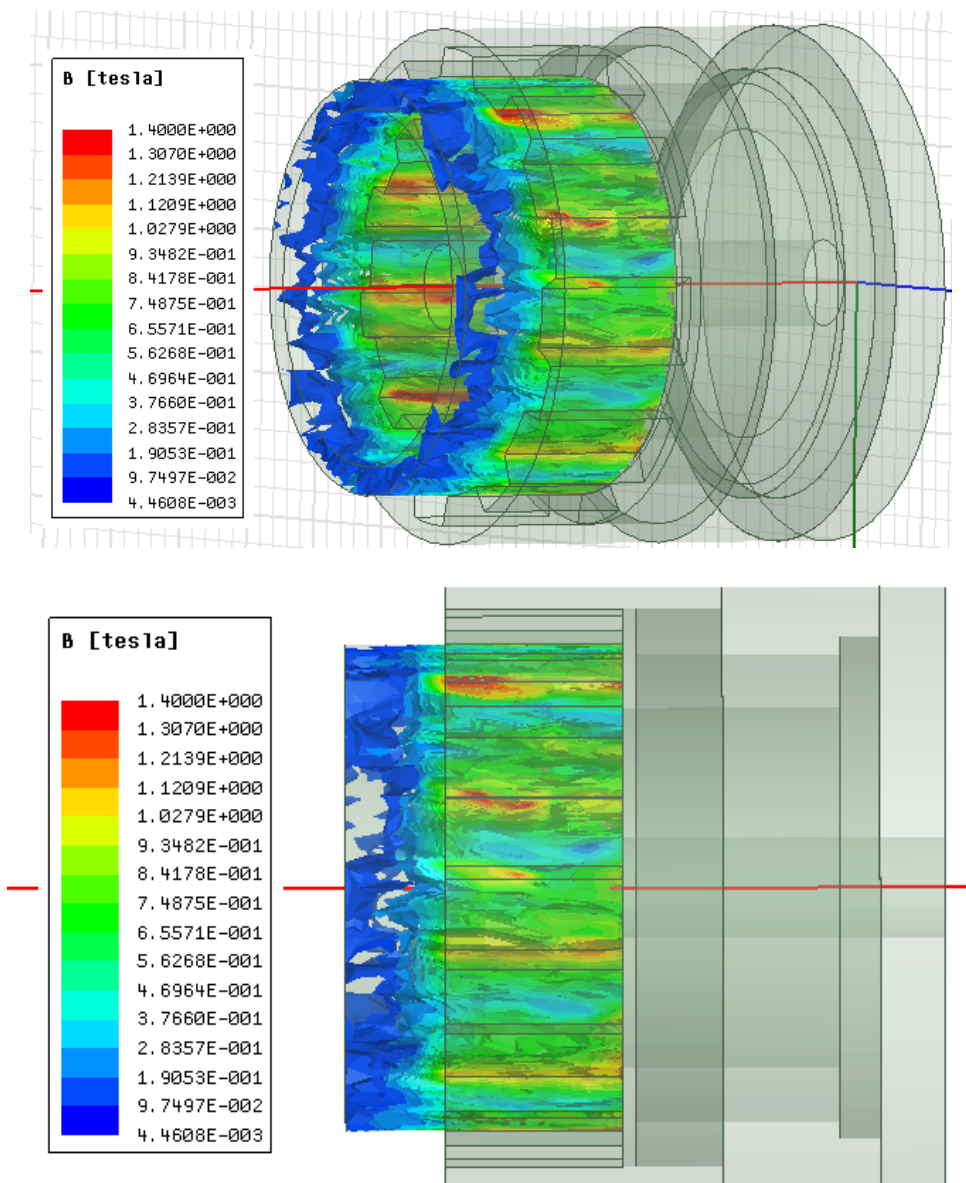 B [tesla]
1.4000E+000
1.3070E+000
1.2139E+000
1.1209E+000
1.0279E+000
9.3482E-001
8.4178E-001
7.4875E-001
6.5571E-001
5.6268E-001
4.6964E-001
3.7660E-001
2.8357E-001
1.9053E-001
9.7497E-002
4.4608E-003
B [tesla]
1.4000E+000
1.3070E+000
1.2139E+000
1.1209E+000
1.0279E+000
9.3482E-001
8.4178E-001
7.4875E-001
6.5571E-001
5.6268E-001
4.6964E-001
3.7660E-001
2.8357E-001
1.9053E-001
9.7497E-002
4.4608E-003